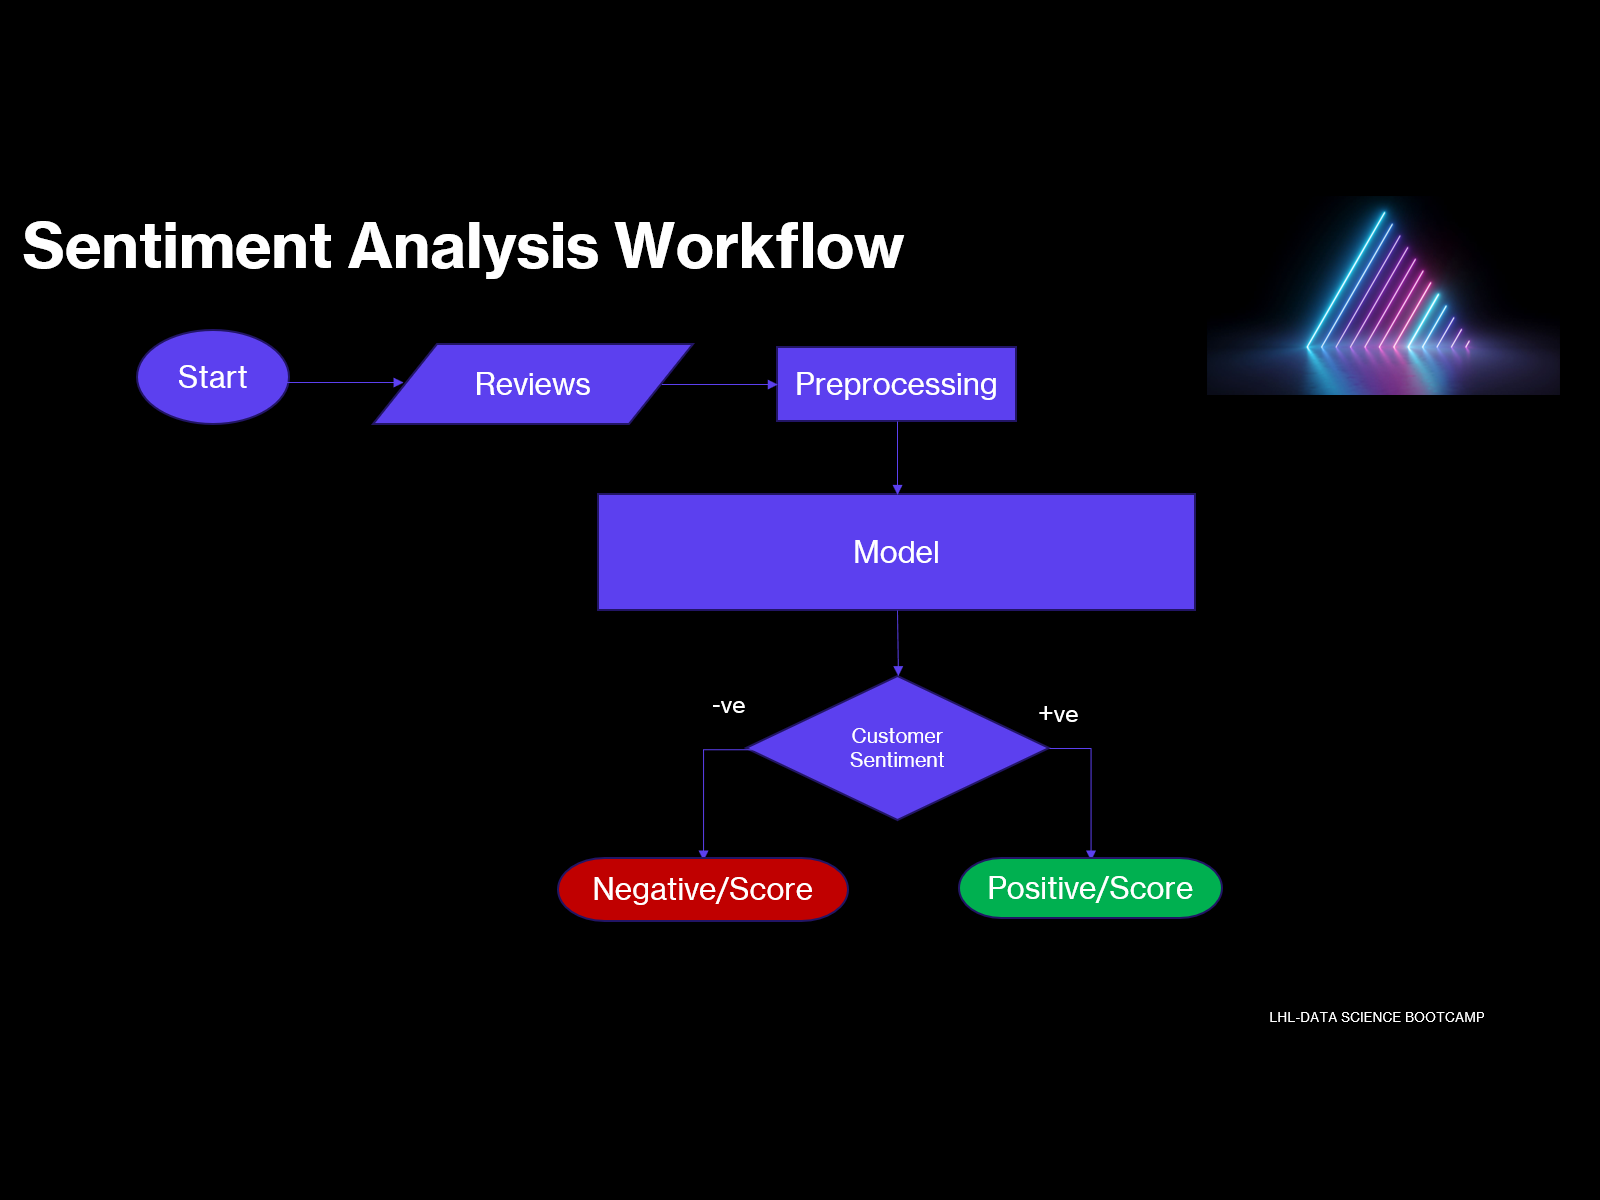 Sentiment Analysis Workflow
Start
Reviews
Preprocessing
Model
-ve
+ve
Customer
Sentiment
Negative/Score
Positive/Score
LHL-DATA SCIENCE BOOTCAMP